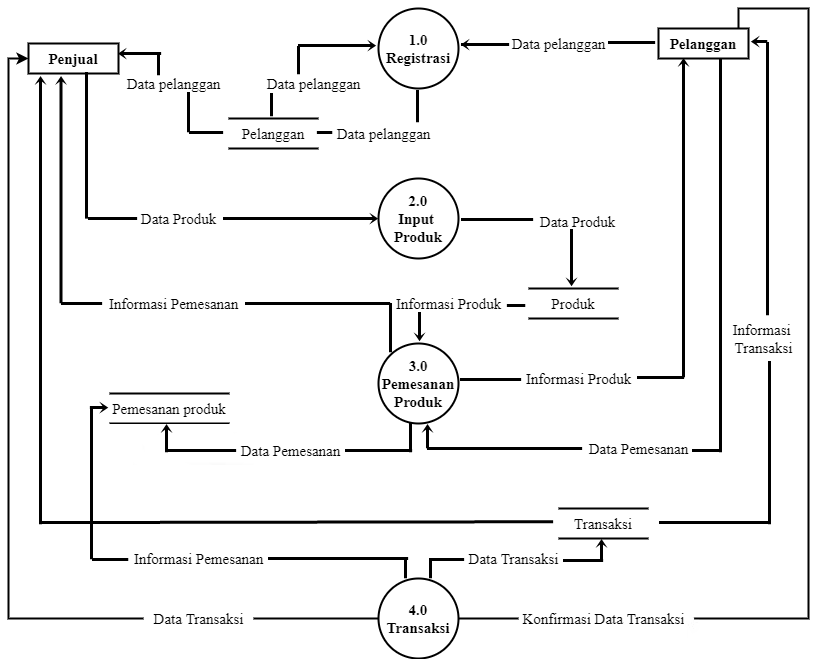 1.0
Registrasi
Data pelanggan
Pelanggan
Penjual
Data pelanggan
Data pelanggan
Pelanggan
Data pelanggan
2.0
Input
Produk
Data Produk
Data Produk
Informasi Pemesanan
Informasi Produk
Produk
Informasi
Transaksi
3.0
Pemesanan
Produk
Informasi Produk
Pemesanan produk
Data Pemesanan
Data Pemesanan
Transaksi
Informasi Pemesanan
Data Transaksi
4.0
Transaksi
Data Transaksi
Konfirmasi Data Transaksi